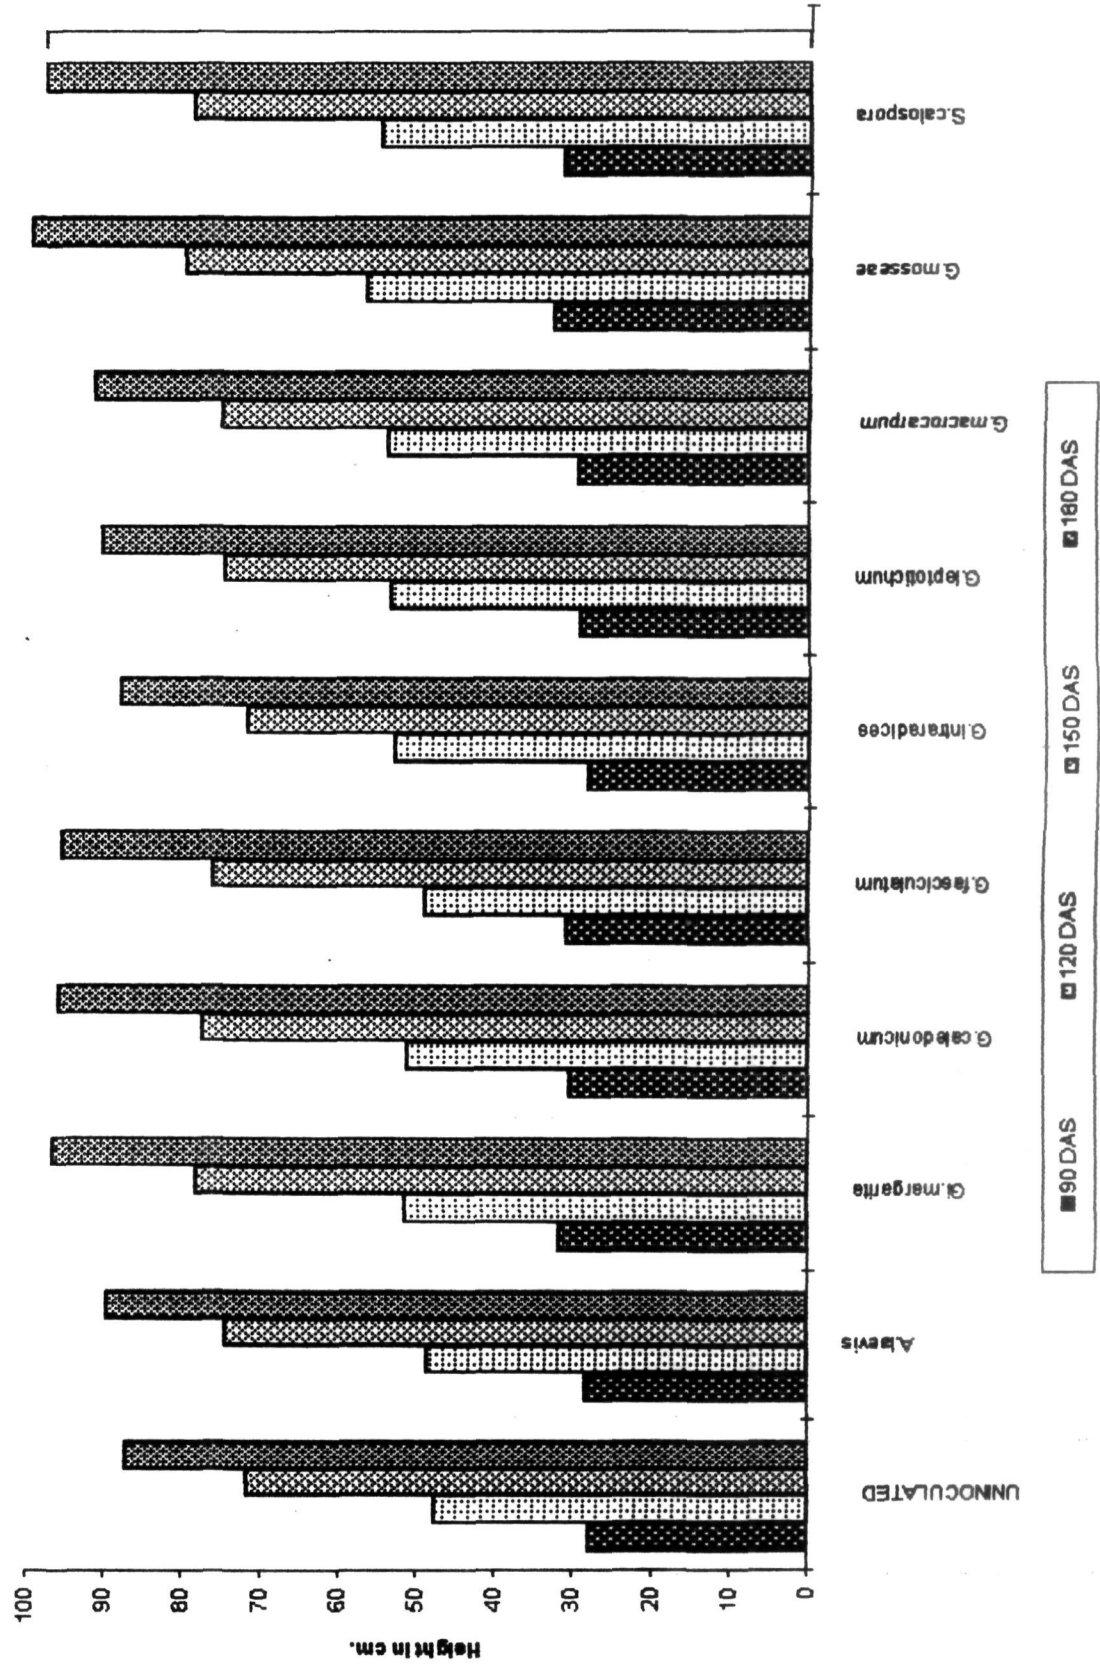 Height in cm.
100
90
80
70
60
50
40
30
20
10
0
UNINOCULATED
A.laevis
Gi.margarita
G.caledonicum
G.fasciculatum
G.intraradices
G.leptotichum
G.macrocarpum
G.mosseae
S.calospora
90 DAS 120 DAS 150 DAS 180 DAS